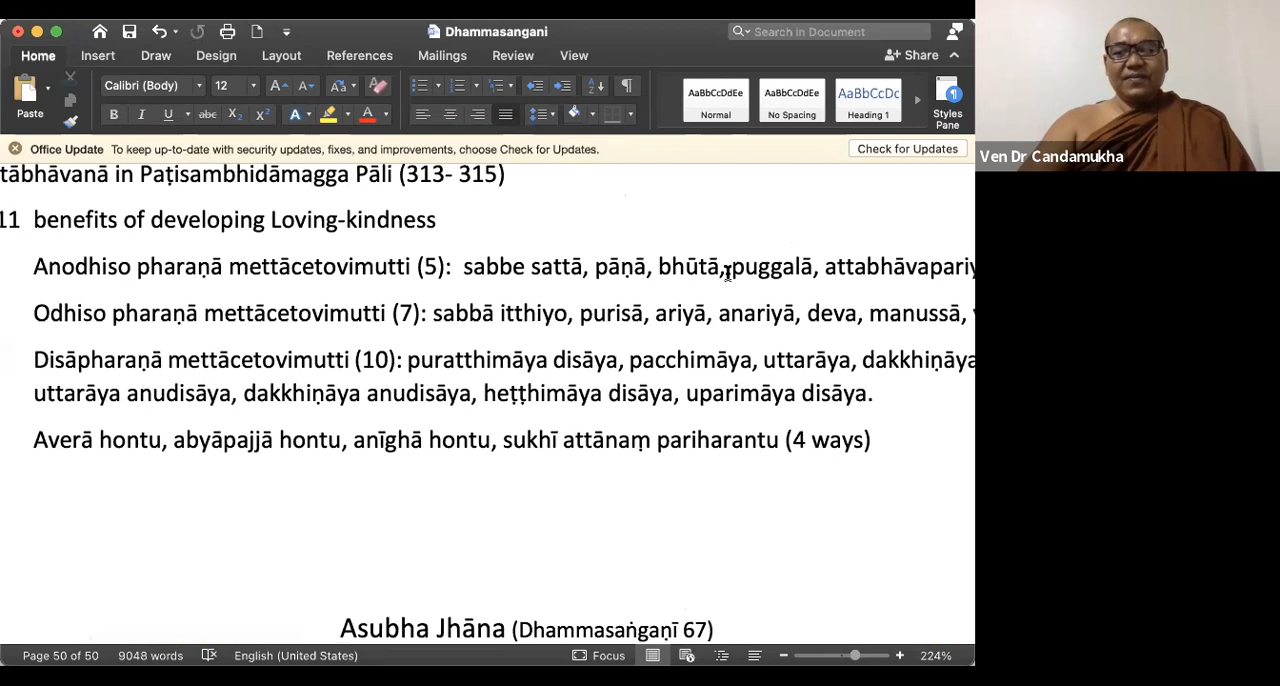 Dhammasangani
Search in Document
Home Insert Draw Design Layout References Mailings Review View Share
Paste Calibri (Body) 12 AaBbCcDdEe Normal AaBbCcDdEe No Spacing AaBbCcDc Heading 1 Styles Pane
Office Update To keep up-to-date with security updates, fixes, and improvements, choose Check for Updates. Check for Updates
Ven Dr Candamukha
tābhāvanā in Paṭisambhidāmagga Pāli (313- 315)
11 benefits of developing Loving-kindness
Anodhiso pharaṇā mettācetovimutti (5): sabbe sattā, pāṇā, bhūtā, puggalā, attabhāvapariy
Odhiso pharaṇā mettācetovimutti (7): sabbā itthiyo, purisā, ariyā, anariyā, deva, manussā,
Disāpharaṇā mettācetovimutti (10): puratthimāya disāya, pacchimāya, uttarāya, dakkhiṇāya
uttarāya anudisāya, dakkhiṇāya anudisāya, heṭṭhimāya disāya, uparimāya disāya.
Averā hontu, abyāpajjā hontu, anīghā hontu, sukhī attānaṃ pariharantu (4 ways)
Asubha Jhāna (Dhammasaṅgaṇī 67)
Page 50 of 50 9048 words English (United States) Focus 224%